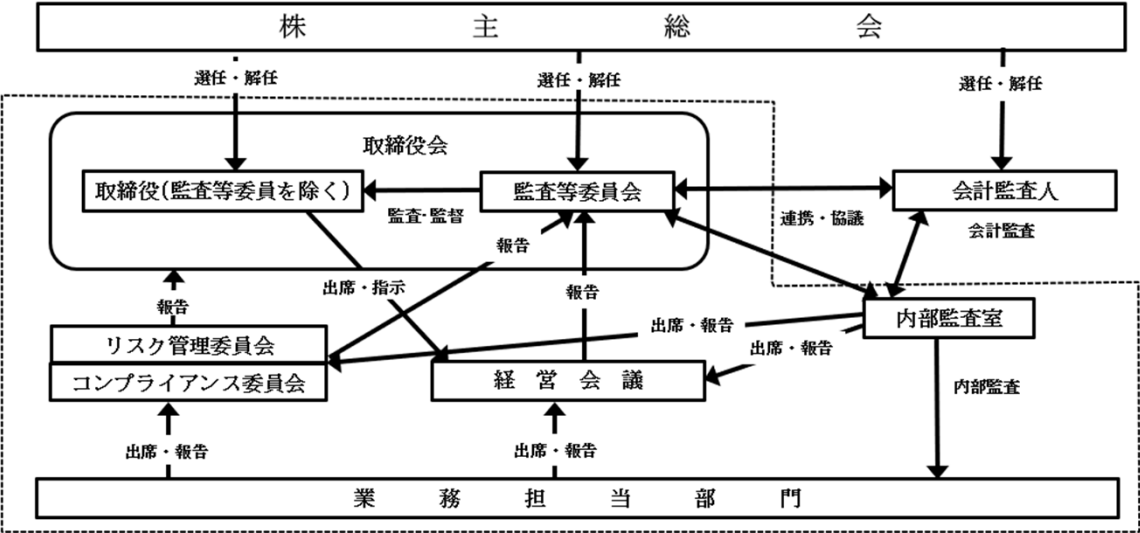 株主総会
選任・解任
選任・解任
選任・解任
取締役会
取締役(監査等委員を除く)
監査等委員会
会計監査人
監査・監督
連携・協議
会計監査
報告
出席・指示
報告
報告
内部監査室
リスク管理委員会
出席・報告
出席・報告
コンプライアンス委員会
経営会議
内部監査
出席・報告
出席・報告
業務担当部門